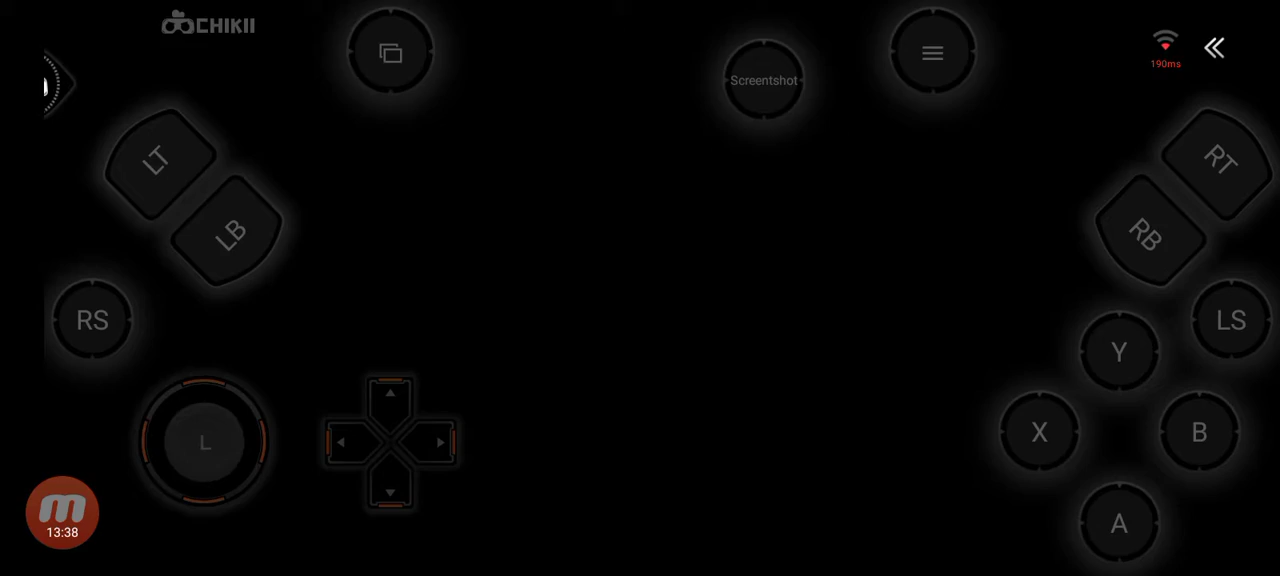 CHIKII
Screentshot
190ms
LT
LB
RT
RB
RS
LS
Y
X
B
L
A
13:38